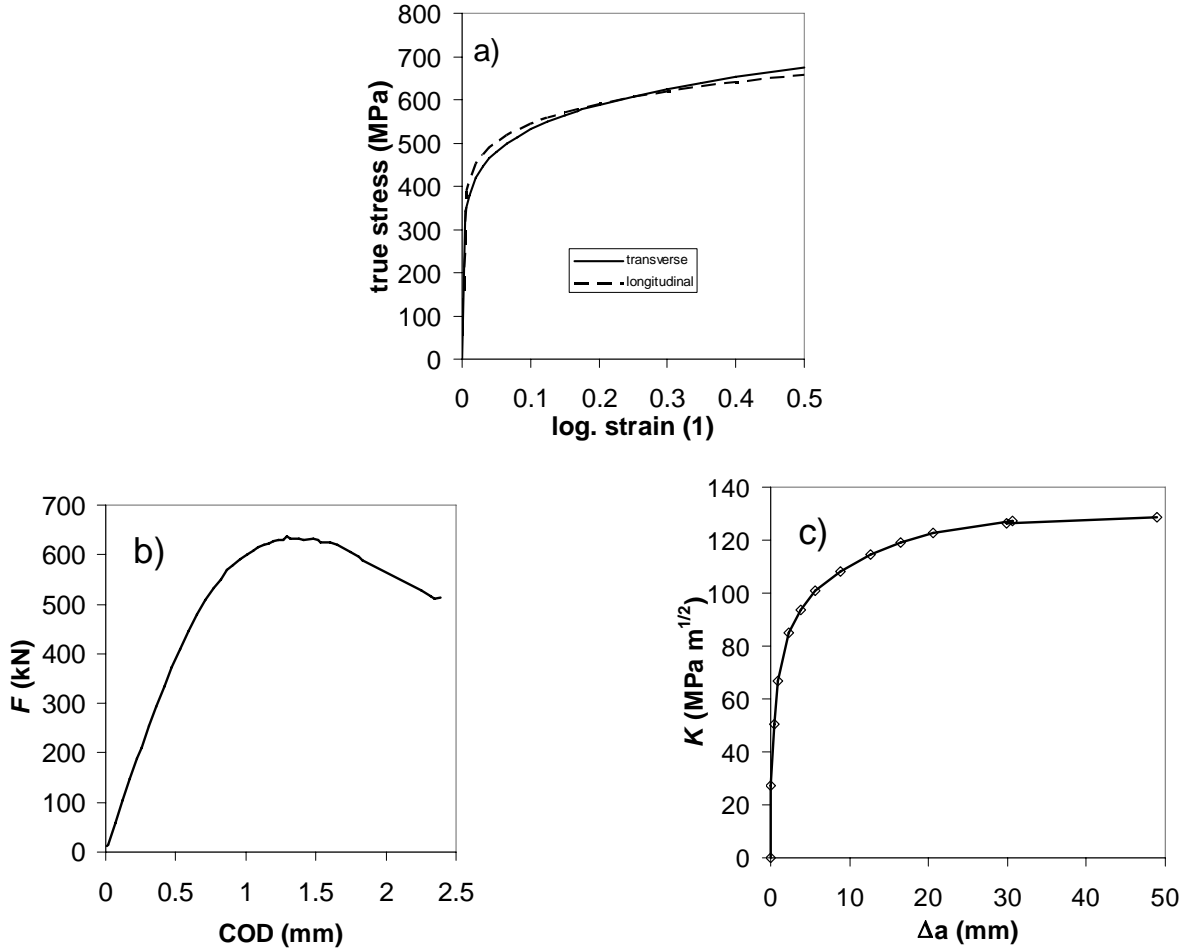 a)
800
700
600
500
400
300
200
100
0
true stress (MPa)
transverse
longitudinal
0 0.1 0.2 0.3 0.4 0.5
log. strain (1)
b)
700
600
500
400
300
200
100
0
F (kN)
0 0.5 1 1.5 2 2.5
COD (mm)
c)
140
120
100
80
60
40
20
0
K (MPa m1/2)
0 10 20 30 40 50
Δa (mm)